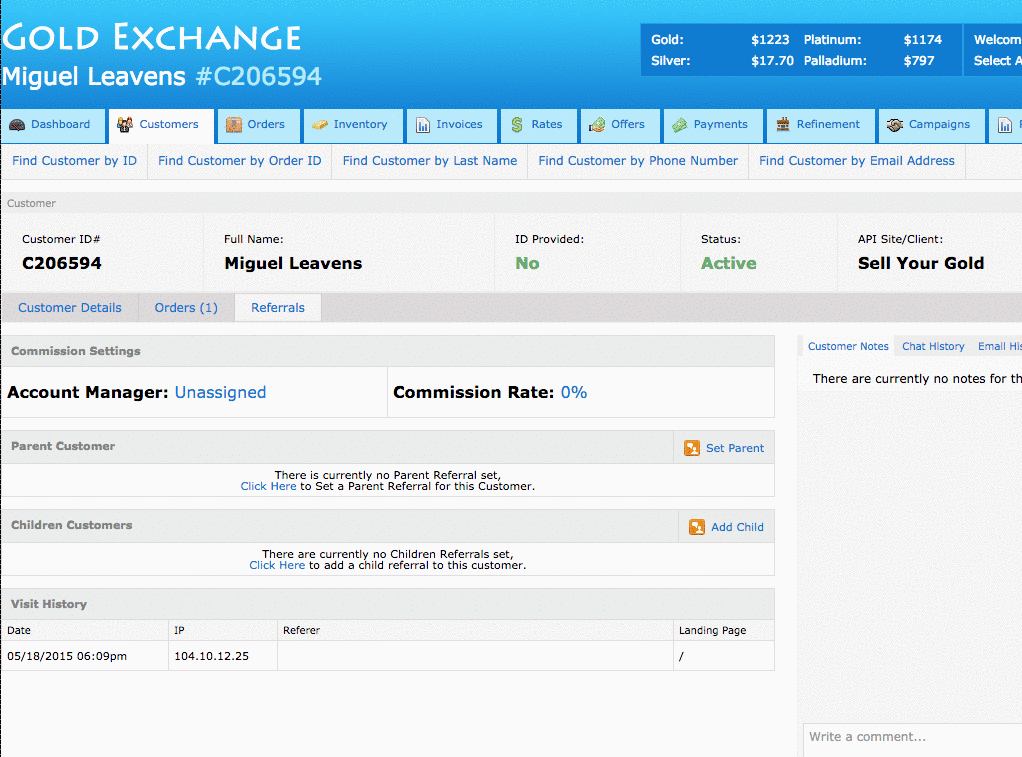 GOLD EXCHANGE
Miguel Leavens #C206594
Gold: $1223 Platinum: $1174
Silver: $17.70 Palladium: $797
Welcom
Select A
Dashboard Customers Orders Inventory Invoices Rates Offers Payments Refinement Campaigns
Find Customer by ID Find Customer by Order ID Find Customer by Last Name Find Customer by Phone Number Find Customer by Email Address
Customer
Customer ID# Full Name: ID Provided: Status: API Site/Client:
C206594 Miguel Leavens No Active Sell Your Gold
Customer Details Orders (1) Referrals
Commission Settings
Account Manager: Unassigned Commission Rate: 0%
Parent Customer Set Parent
There is currently no Parent Referral set,
Click Here to Set a Parent Referral for this Customer.
Children Customers Add Child
There are currently no Children Referrals set,
Click Here to add a child referral to this customer.
Visit History
Date IP Referer Landing Page
05/18/2015 06:09pm 104.10.12.25 /
Customer Notes Chat History Email His
There are currently no notes for th
Write a comment...